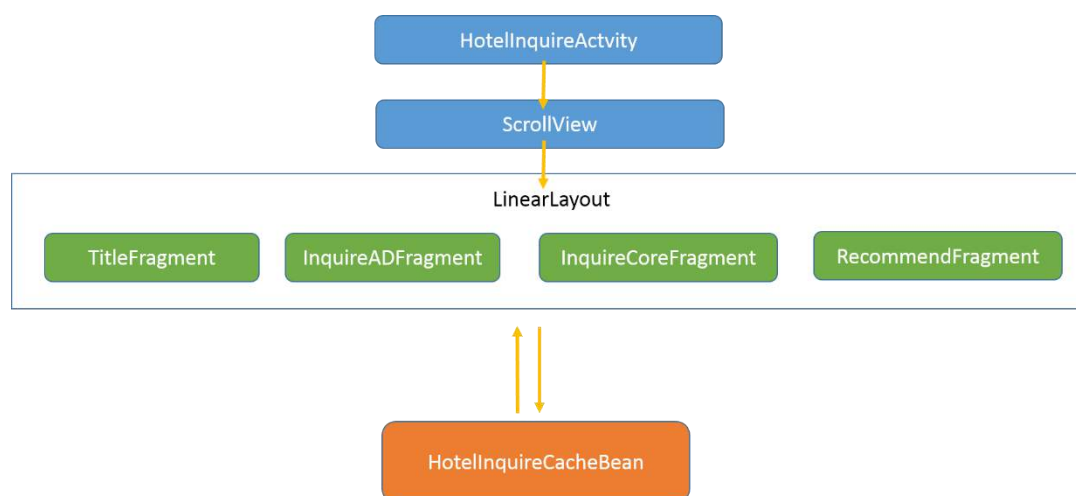 HotelInquireActvity
ScrollView
LinearLayout
TitleFragment
InquireADFragment
InquireCoreFragment
RecommendFragment
HotelInquireCacheBean